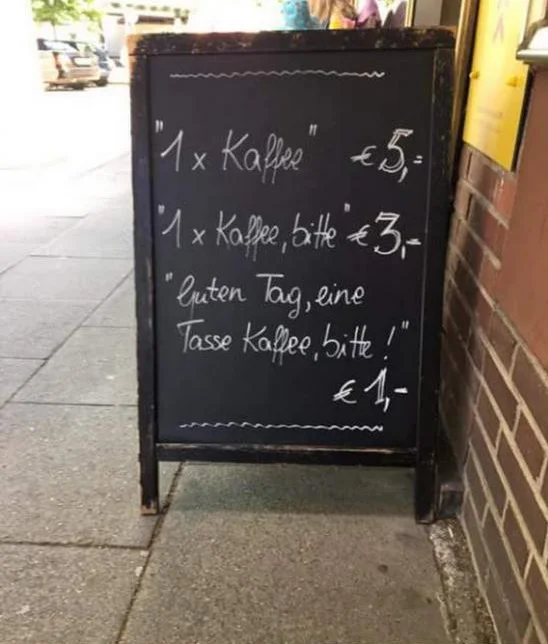 "1 x Kaffee" € 5,=
"1 x Kaffee, bitte" € 3,-
"Guten Tag, eine
Tasse Kaffee, bitte!"
€ 1,-